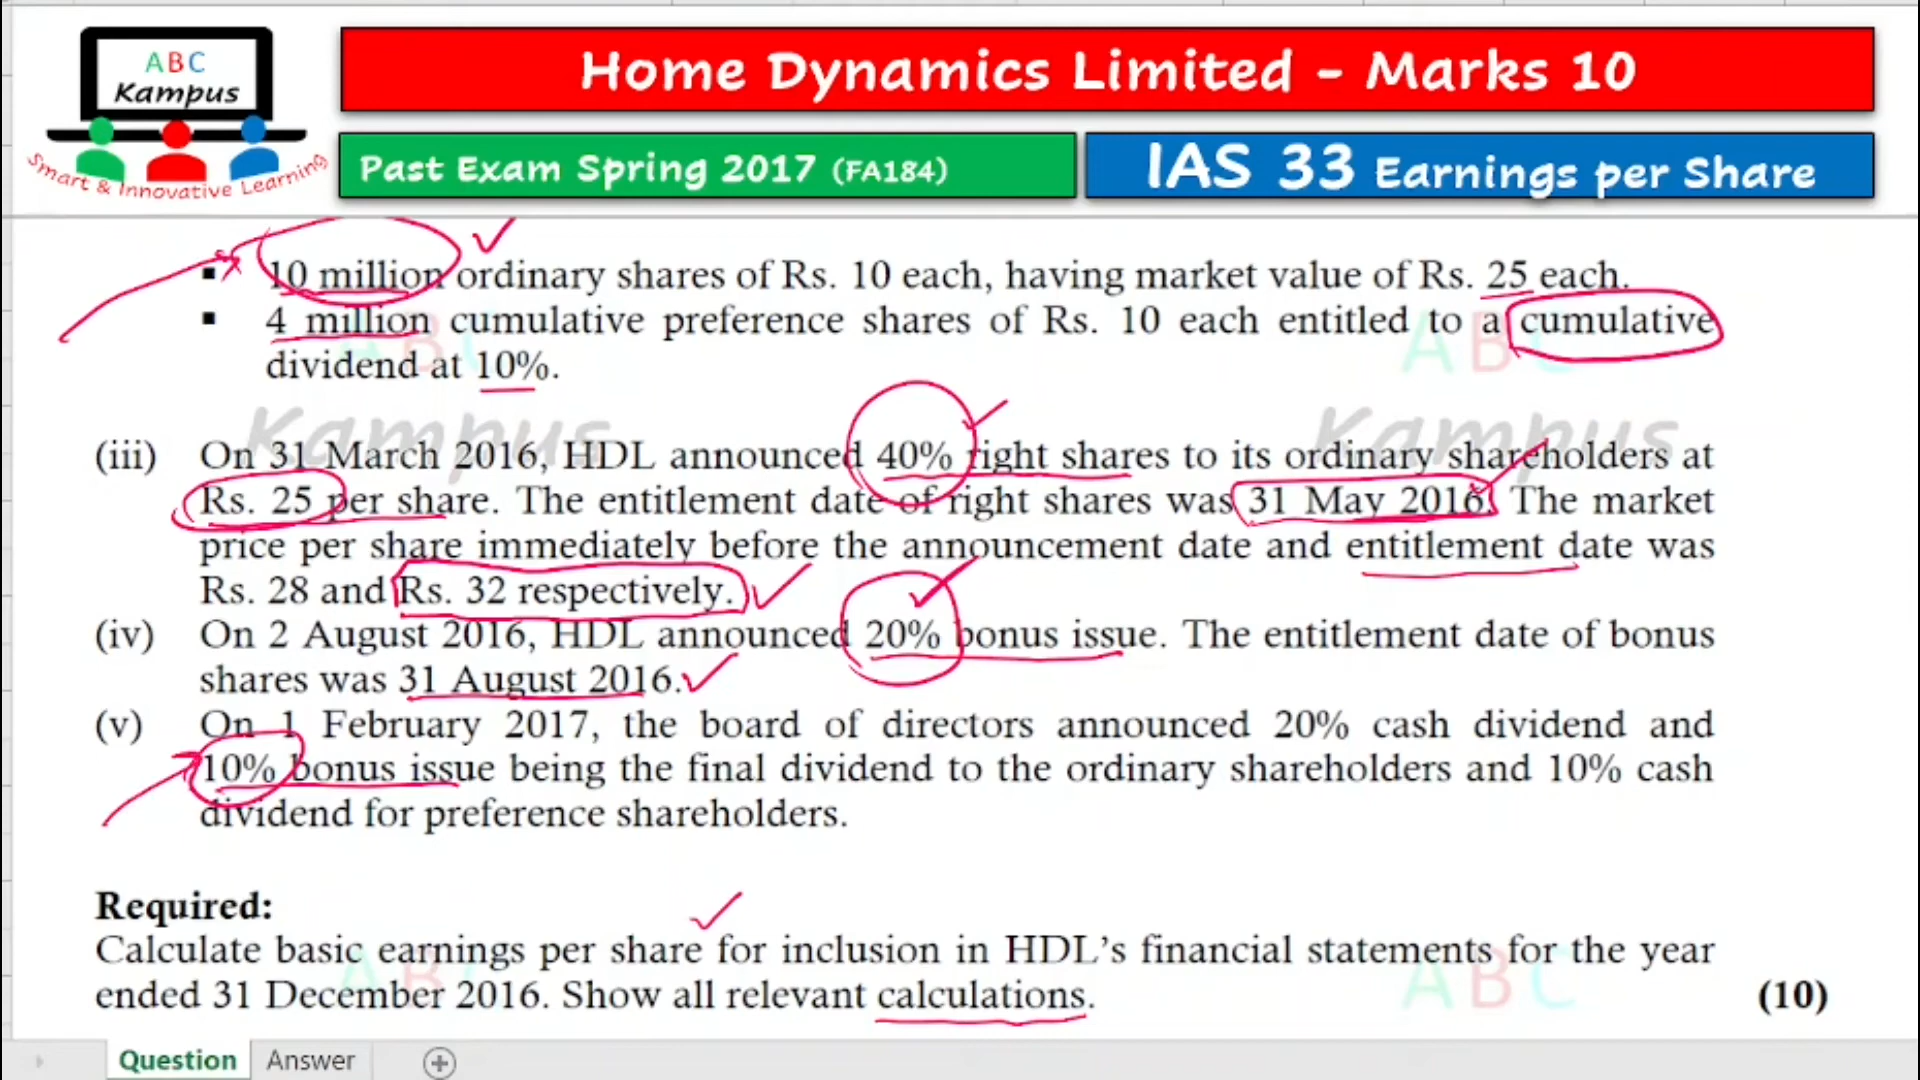 ABC
Kampus
Smart & Innovative Learning
Home Dynamics Limited - Marks 10
Past Exam Spring 2017 (FA184)
IAS 33 Earnings per Share
▪ 10 million ordinary shares of Rs. 10 each, having market value of Rs. 25 each.
▪ 4 million cumulative preference shares of Rs. 10 each entitled to a cumulative
dividend at 10%.
(iii) On 31 March 2016, HDL announced 40% right shares to its ordinary shareholders at
Rs. 25 per share. The entitlement date of right shares was 31 May 2016. The market
price per share immediately before the announcement date and entitlement date was
Rs. 28 and Rs. 32 respectively.
(iv) On 2 August 2016, HDL announced 20% bonus issue. The entitlement date of bonus
shares was 31 August 2016.
(v) On 1 February 2017, the board of directors announced 20% cash dividend and
10% bonus issue being the final dividend to the ordinary shareholders and 10% cash
dividend for preference shareholders.
Required:
Calculate basic earnings per share for inclusion in HDL's financial statements for the year
ended 31 December 2016. Show all relevant calculations.
(10)
ABC
Kampus
ABC
Kampus
ABC
ABC
Question
Answer